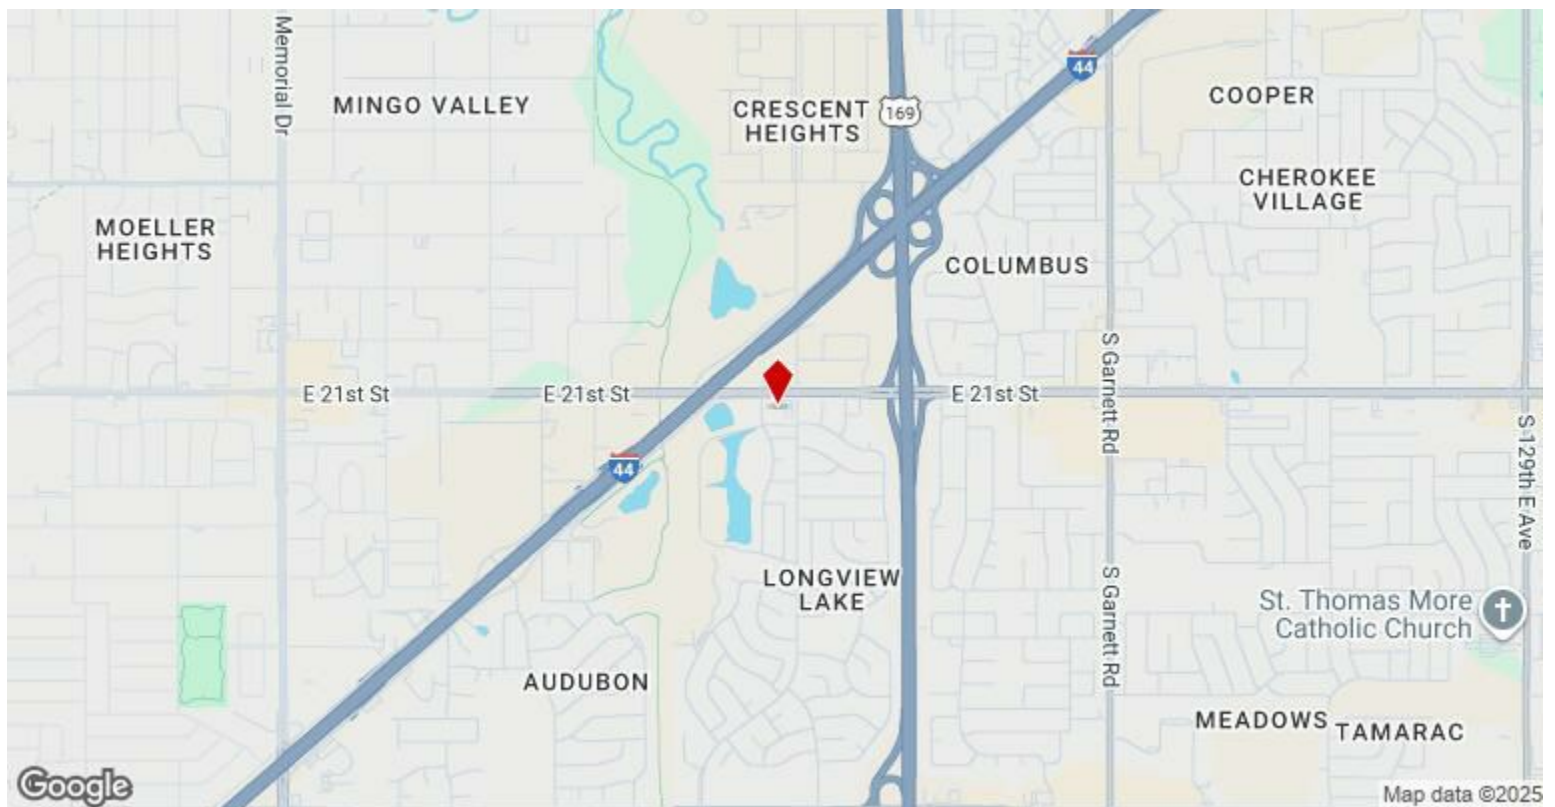 Memorial Dr
MINGO VALLEY
CRESCENT
HEIGHTS
169
44
COOPER
CHEROKEE
VILLAGE
MOELLER
HEIGHTS
COLUMBUS
S Garnett Rd
E 21st St
E 21st St
E 21st St
S 129th E Ave
44
LONGVIEW
LAKE
S Garnett Rd
St. Thomas More
Catholic Church
AUDUBON
MEADOWS
TAMARAC
Google
Map data ©2025